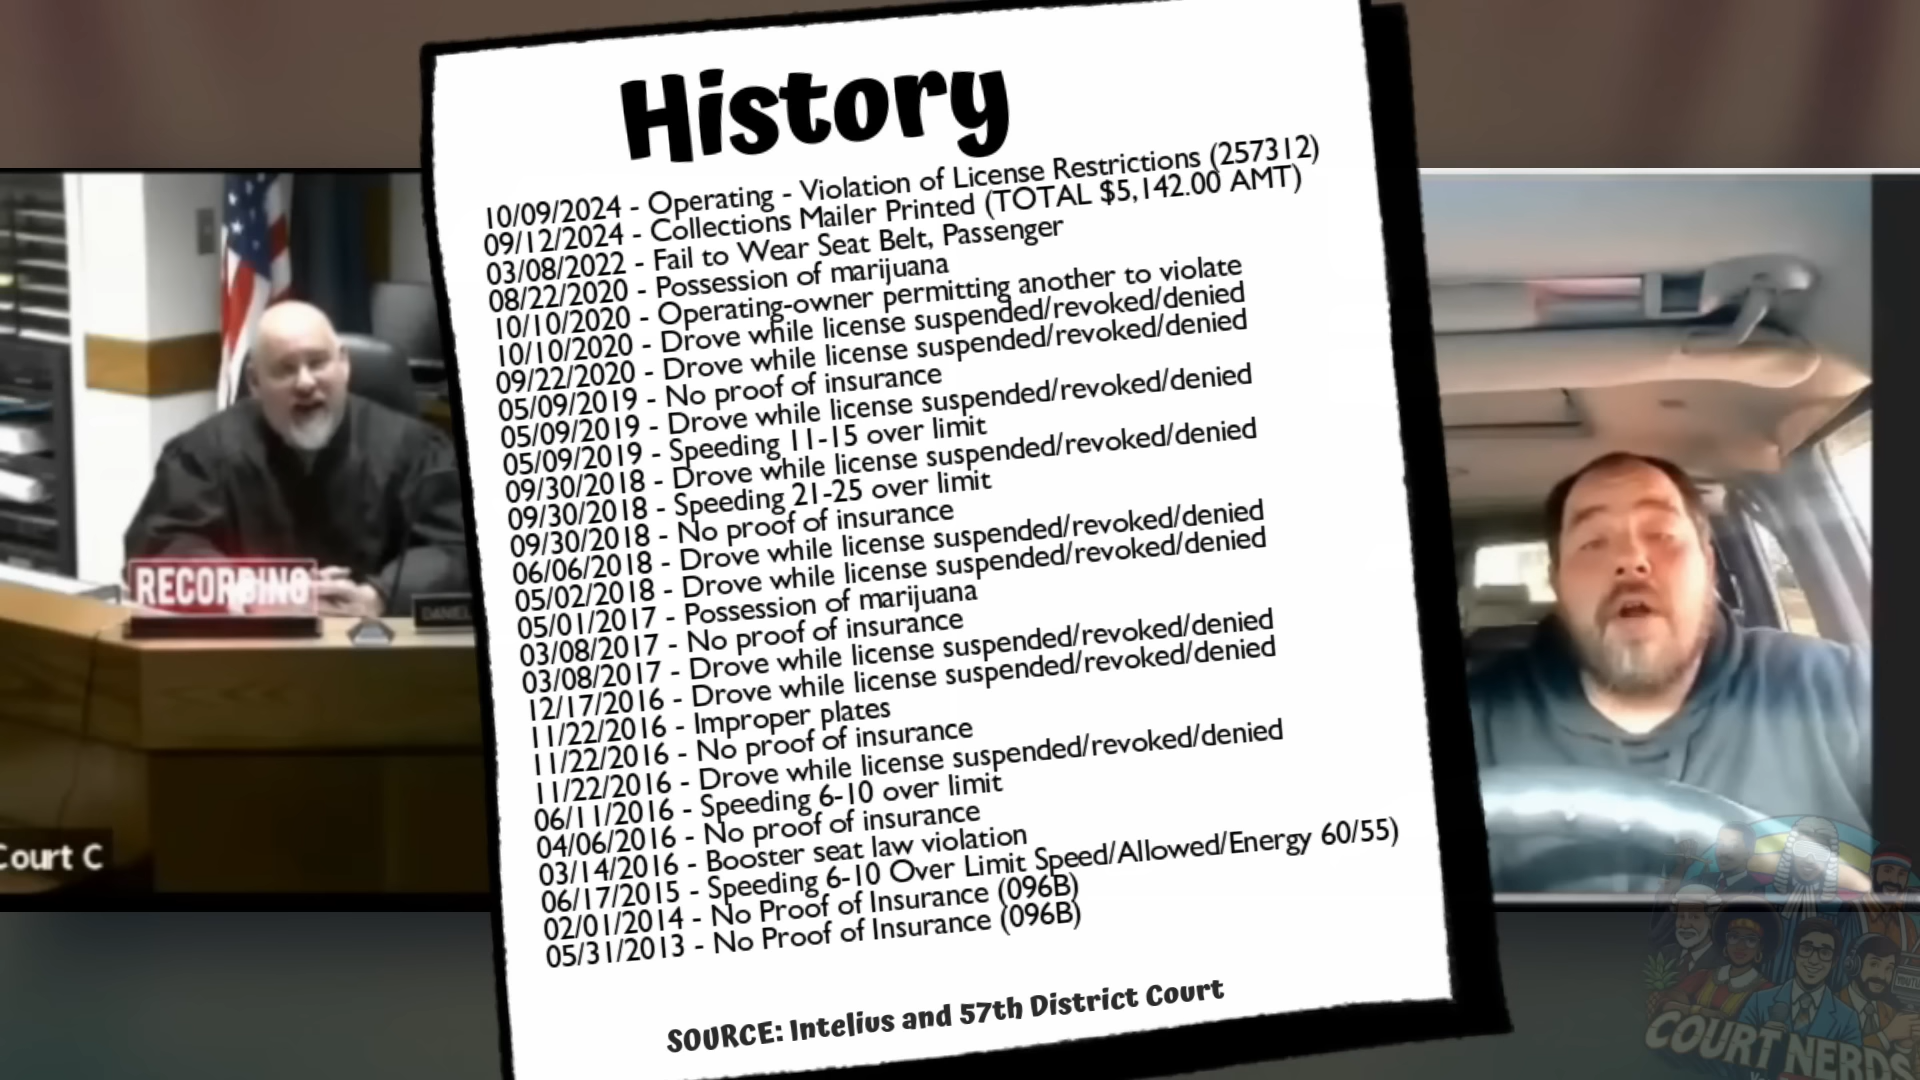 History
10/09/2024 - Operating - Violation of License Restrictions (257312)
09/12/2024 - Collections Mailer Printed (TOTAL $5,142.00 AMT)
03/08/2022 - Fail to Wear Seat Belt, Passenger
08/22/2020 - Possession of marijuana
10/10/2020 - Operating-owner permitting another to violate
10/10/2020 - Drove while license suspended/revoked/denied
09/22/2020 - Drove while license suspended/revoked/denied
05/09/2019 - No proof of insurance
05/09/2019 - Drove while license suspended/revoked/denied
05/09/2019 - Speeding 11-15 over limit
09/30/2018 - Drove while license suspended/revoked/denied
09/30/2018 - Speeding 21-25 over limit
09/30/2018 - No proof of insurance
06/06/2018 - Drove while license suspended/revoked/denied
05/02/2018 - Drove while license suspended/revoked/denied
05/01/2017 - Possession of marijuana
03/08/2017 - No proof of insurance
03/08/2017 - Drove while license suspended/revoked/denied
12/17/2016 - Drove while license suspended/revoked/denied
11/22/2016 - Improper plates
11/22/2016 - No proof of insurance
11/22/2016 - Drove while license suspended/revoked/denied
06/11/2016 - Speeding 6-10 over limit
04/06/2016 - No proof of insurance
03/14/2016 - Booster seat law violation
06/17/2015 - Speeding 6-10 Over Limit Speed/Allowed/Energy 60/55)
02/01/2014 - No Proof of Insurance (096B)
05/31/2013 - No Proof of Insurance (096B)
SOURCE: Intelius and 57th District Court
RECORDING
DANIEL
Court C
COURT NERDS